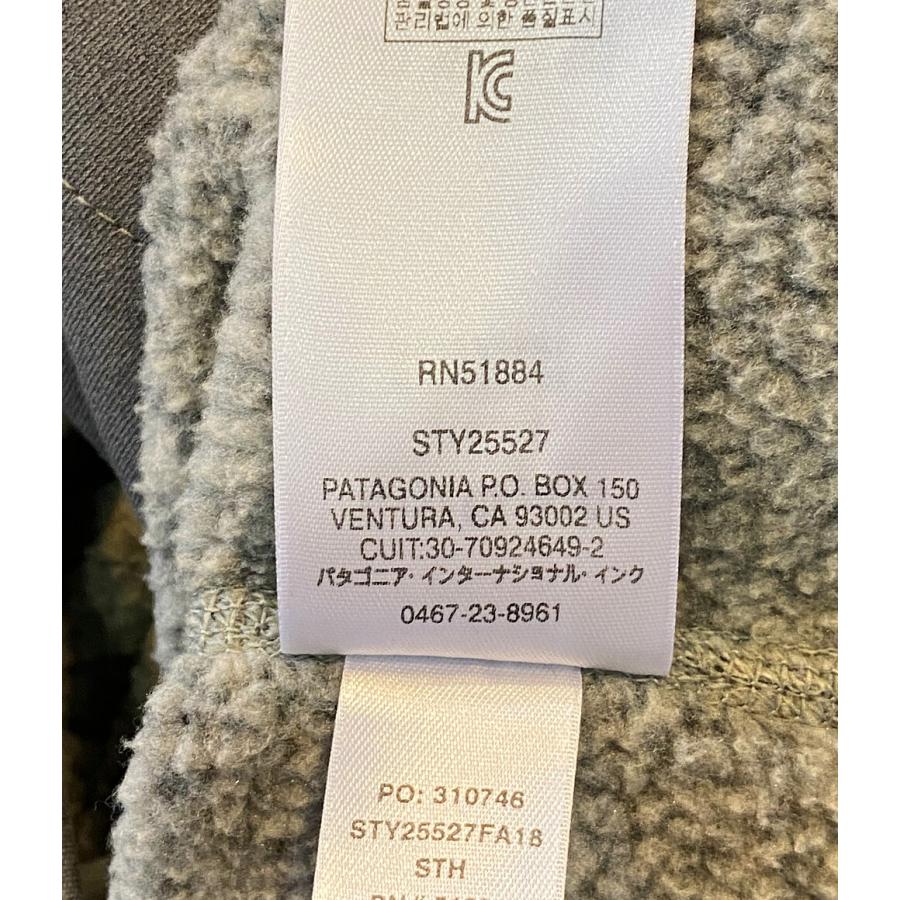 관리법에 의한 품질표시
RN51884
STY25527
PATAGONIA P.O. BOX 150
VENTURA, CA 93002 US
CUIT:30-70924649-2
パタゴニア・インターナショナル・インク
0467-23-8961
PO: 310746
STY25527FA18
STH